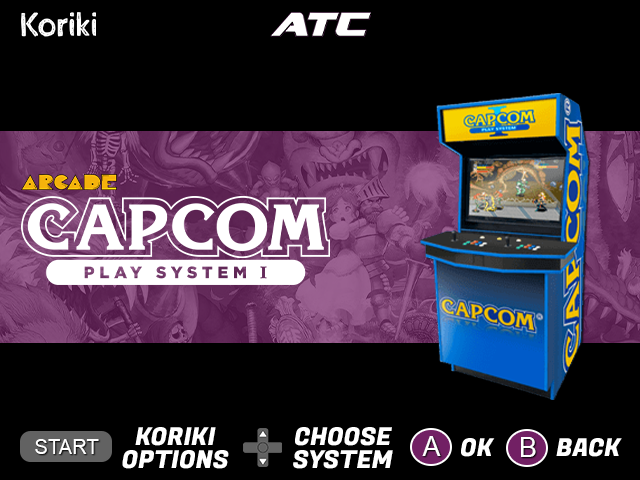 Koriki
ATC
ARCADE
CAPCOM
PLAY SYSTEM I
CAPCOM
PLAY SYSTEM
CAPCOM
CAPCOM
START
KORIKI
OPTIONS
CHOOSE
SYSTEM
A
OK
B
BACK